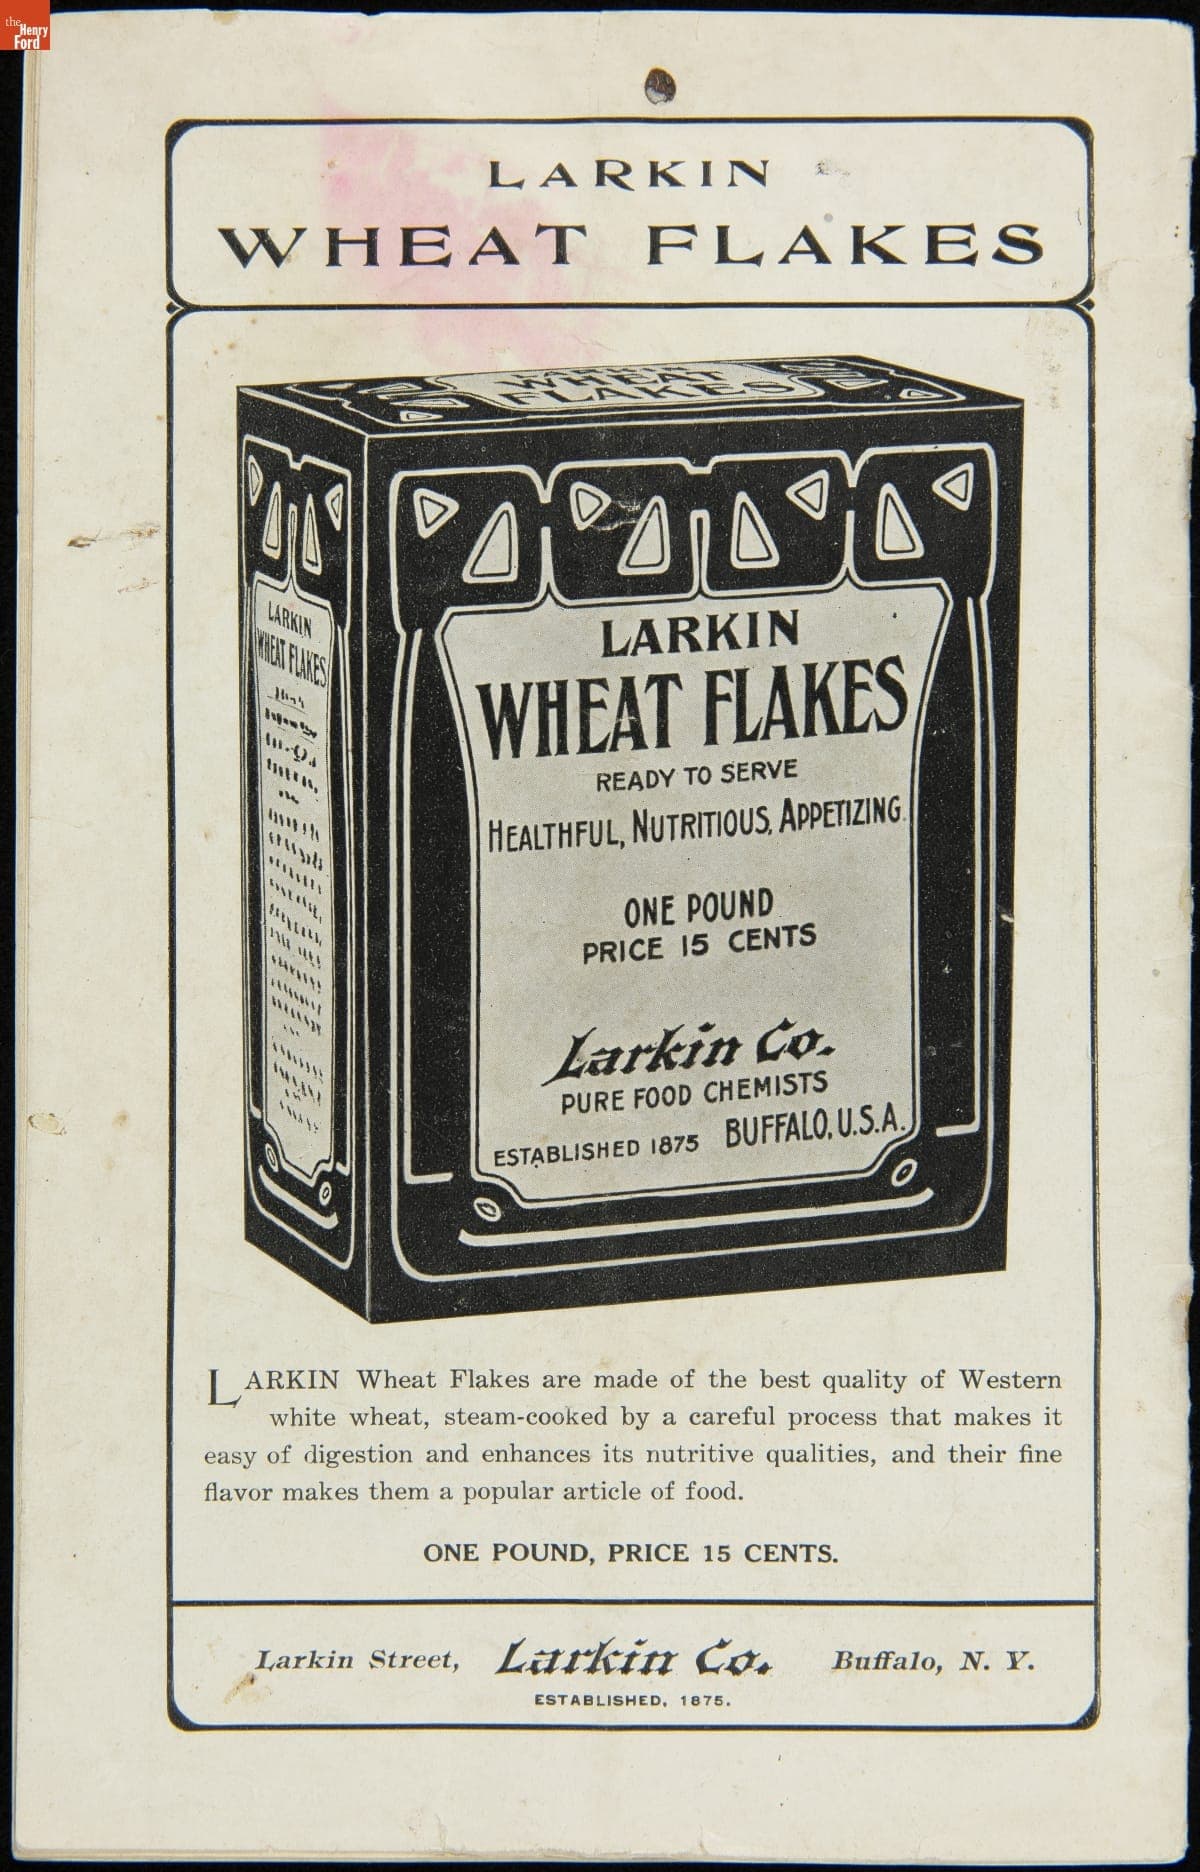 the
Henry
Ford
LARKIN
WHEAT FLAKES
LARKIN
WHEAT
FLAKES
LARKIN
WHEAT FLAKES
LARKIN
WHEAT FLAKES
READY TO SERVE
HEALTHFUL, NUTRITIOUS, APPETIZING.
ONE POUND
PRICE 15 CENTS
Larkin Co.
PURE FOOD CHEMISTS
ESTABLISHED 1875 BUFFALO, U.S.A.
LARKIN Wheat Flakes are made of the best quality of Western
white wheat, steam-cooked by a careful process that makes it
easy of digestion and enhances its nutritive qualities, and their fine
flavor makes them a popular article of food.
ONE POUND, PRICE 15 CENTS.
Larkin Street, Larkin Co. Buffalo, N. Y.
ESTABLISHED, 1875.